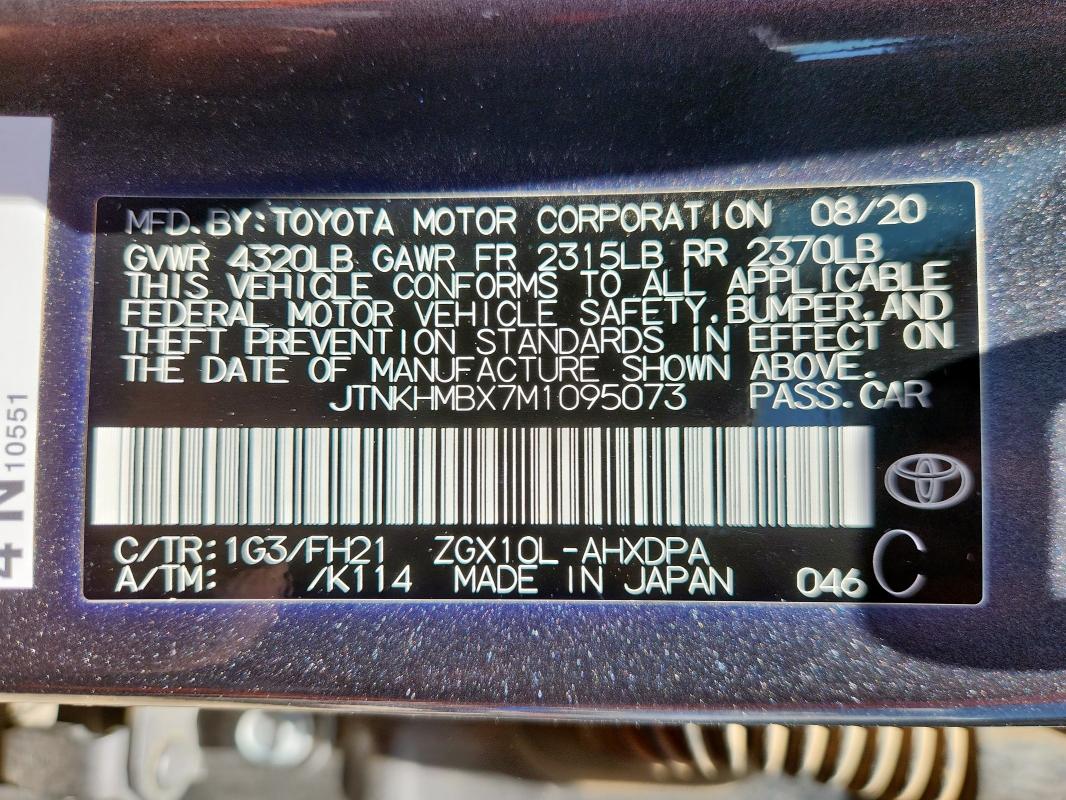 MFD.BY:TOYOTA MOTOR CORPORATION 08/20
GVWR 4320LB GAWR FR 2315LB RR 2370LB
THIS VEHICLE CONFORMS TO ALL APPLICABLE
FEDERAL MOTOR VEHICLE SAFETY,BUMPER,AND
THEFT PREVENTION STANDARDS IN EFFECT ON
THE DATE OF MANUFACTURE SHOWN ABOVE.
JTNKHMBX7M1095073 PASS.CAR
C/TR:1G3/FH21 ZGX10L-AHXDPA
A/TM: /K114 MADE IN JAPAN 046 C
4 N 10551